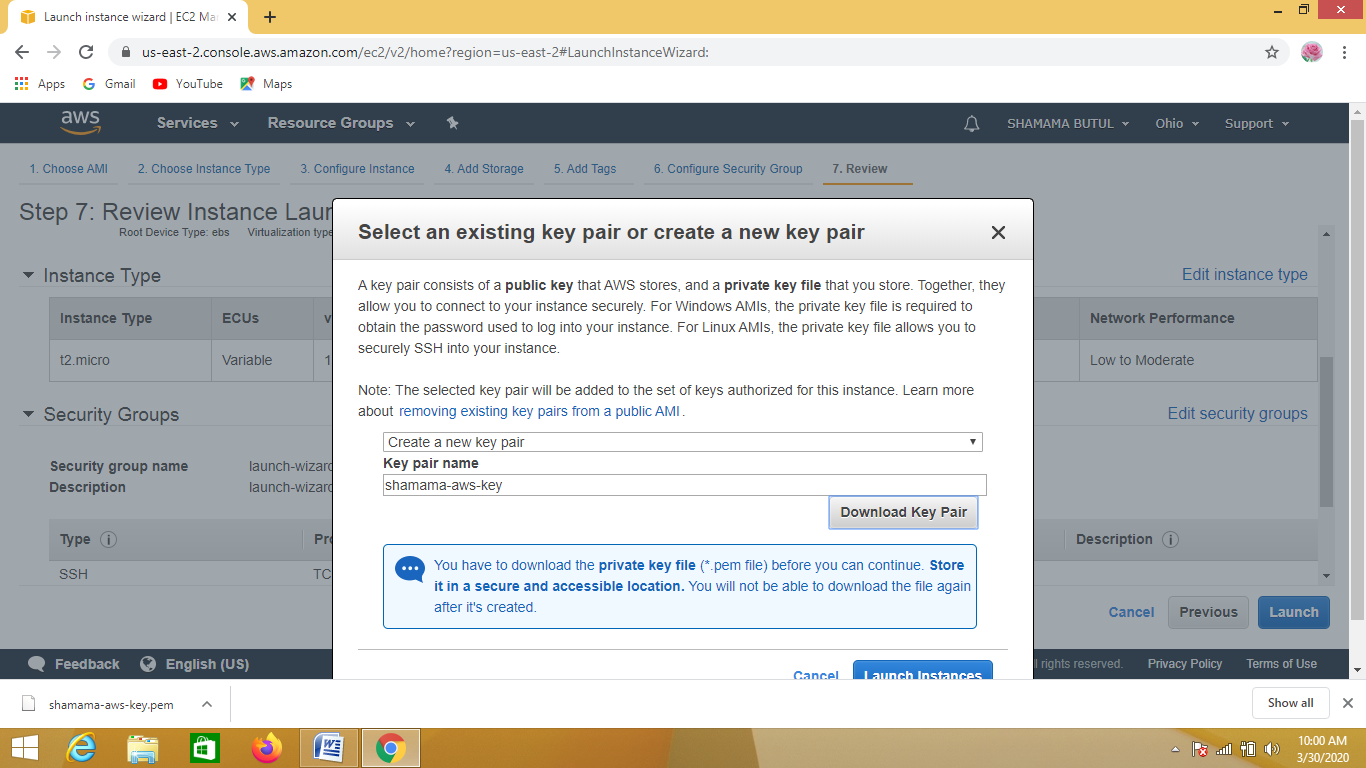 Launch instance wizard | EC2 Ma
us-east-2.console.aws.amazon.com/ec2/v2/home?region=us-east-2#LaunchInstanceWizard:
Apps Gmail YouTube Maps
aws Services Resource Groups SHAMAMA BUTUL Ohio Support
1. Choose AMI 2. Choose Instance Type 3. Configure Instance 4. Add Storage 5. Add Tags 6. Configure Security Group 7. Review
Step 7: Review Instance Laun
Root Device Type: ebs Virtualization type
Instance Type Edit instance type
Instance Type ECUs v Network Performance
t2.micro Variable 1 Low to Moderate
Security Groups Edit security groups
Security group name launch-wizard
Description launch-wizard
Type Pro Description
SSH TC
Cancel Previous Launch
Select an existing key pair or create a new key pair
A key pair consists of a public key that AWS stores, and a private key file that you store. Together, they
allow you to connect to your instance securely. For Windows AMIs, the private key file is required to
obtain the password used to log into your instance. For Linux AMIs, the private key file allows you to
securely SSH into your instance.
Note: The selected key pair will be added to the set of keys authorized for this instance. Learn more
about removing existing key pairs from a public AMI .
Create a new key pair
Key pair name
shamama-aws-key
Download Key Pair
You have to download the private key file (*.pem file) before you can continue. Store
it in a secure and accessible location. You will not be able to download the file again
after it's created.
Cancel Launch Instances
Feedback English (US) ll rights reserved. Privacy Policy Terms of Use
shamama-aws-key.pem Show all
10:00 AM
3/30/2020